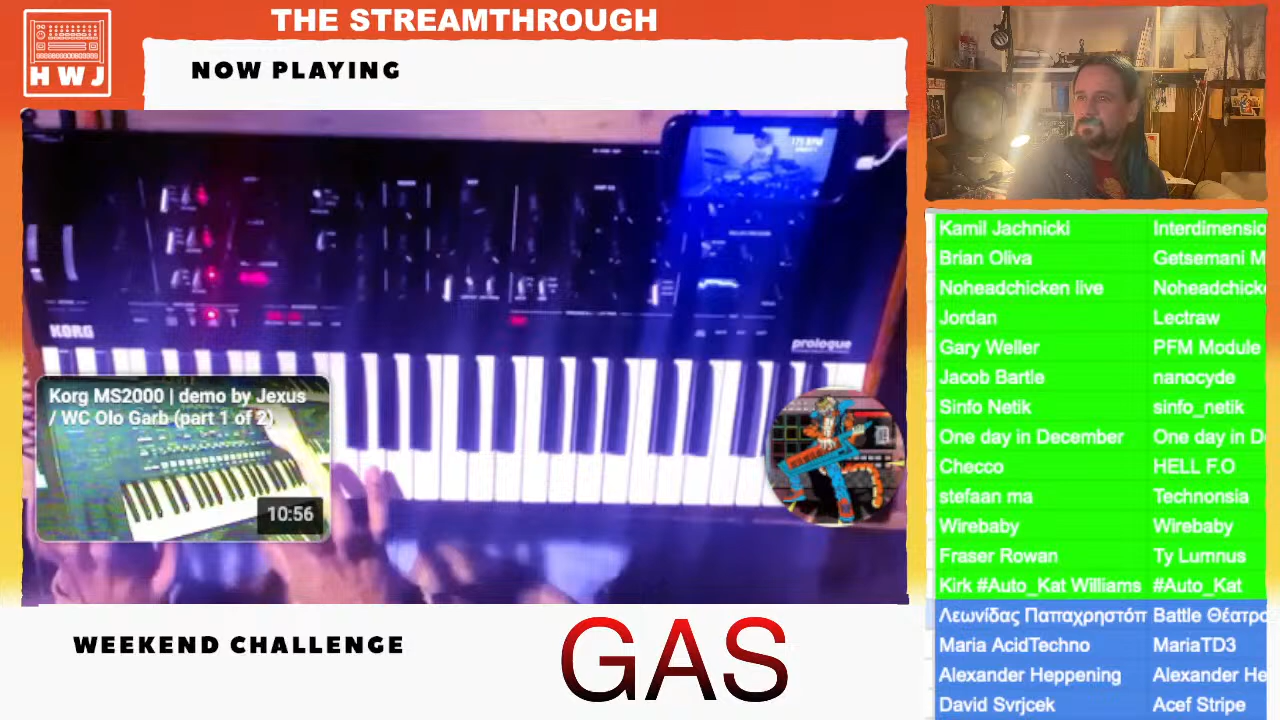 THE STREAMTHROUGH
HWJ
NOW PLAYING
KORG
prologue
Korg MS2000 | demo by Jexus
/ WC Olo Garb (part 1 of 2)
10:56
WEEKEND CHALLENGE
GAS
Kamil Jachnicki Interdimensio
Brian Oliva Getsemani M
Noheadchicken live Noheadchick
Jordan Lectraw
Gary Weller PFM Module
Jacob Bartle nanocyde
Sinfo Netik sinfo_netik
One day in December One day in D
Checco HELL F.O
stefaan ma Technonsia
Wirebaby Wirebaby
Fraser Rowan Ty Lumnus
Kirk #Auto_Kat Williams #Auto_Kat
Λεωνίδας Παπαχρηστόπ Battle Θέατρο
Maria AcidTechno MariaTD3
Alexander Heppening Alexander He
David Svrjcek Acef Stripe